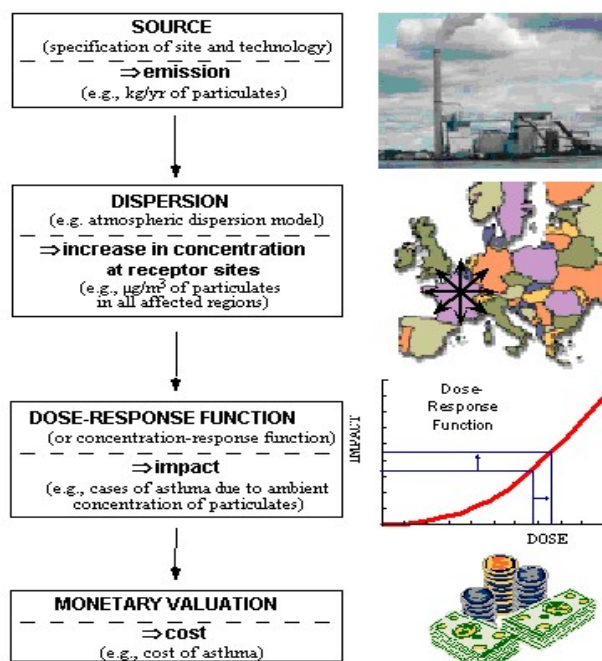 SOURCE
(specification of site and technology)
⇒emission
(e.g., kg/yr of particulates)
DISPERSION
(e.g. atmospheric dispersion model)
⇒increase in concentration
at receptor sites
(e.g., µg/m³ of particulates
in all affected regions)
DOSE-RESPONSE FUNCTION
(or concentration-response function)
⇒impact
(e.g., cases of asthma due to ambient
concentration of particulates)
MONETARY VALUATION
⇒cost
(e.g., cost of asthma)
Dose-
Response
Function
IMPACT
DOSE